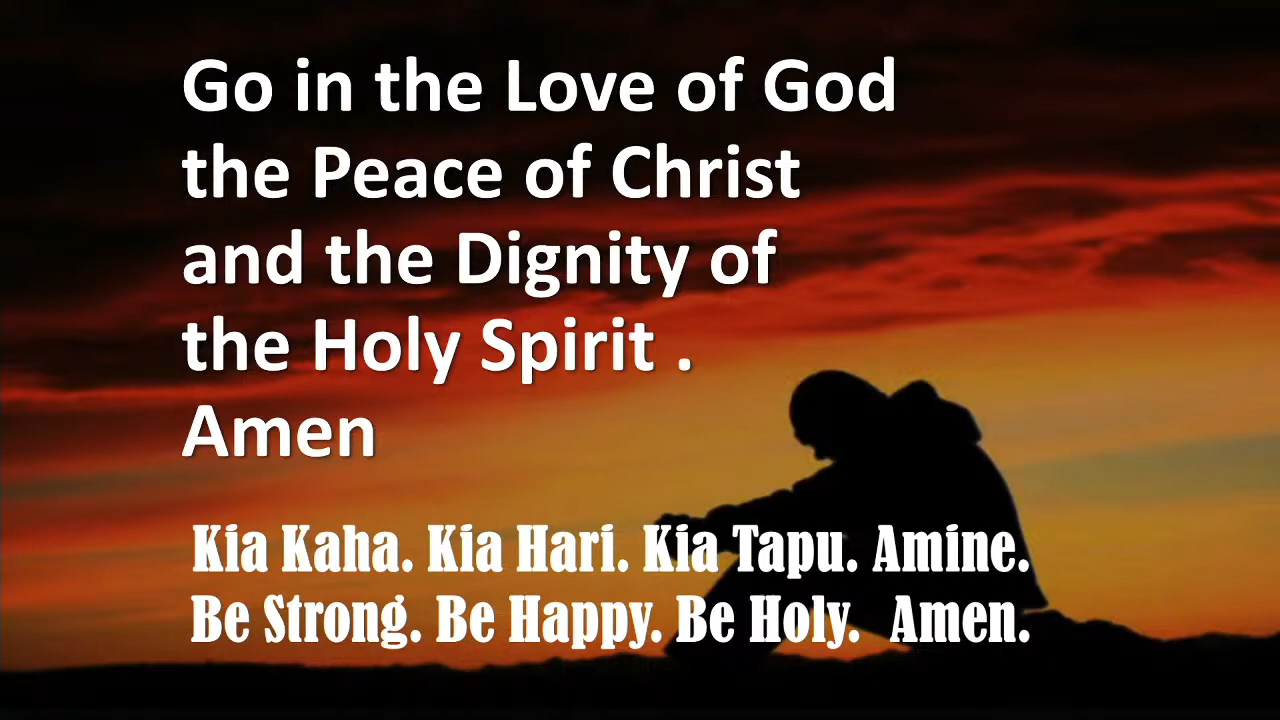 Go in the Love of God
the Peace of Christ
and the Dignity of
the Holy Spirit .
Amen
Kia Kaha. Kia Hari. Kia Tapu. Amine.
Be Strong. Be Happy. Be Holy. Amen.